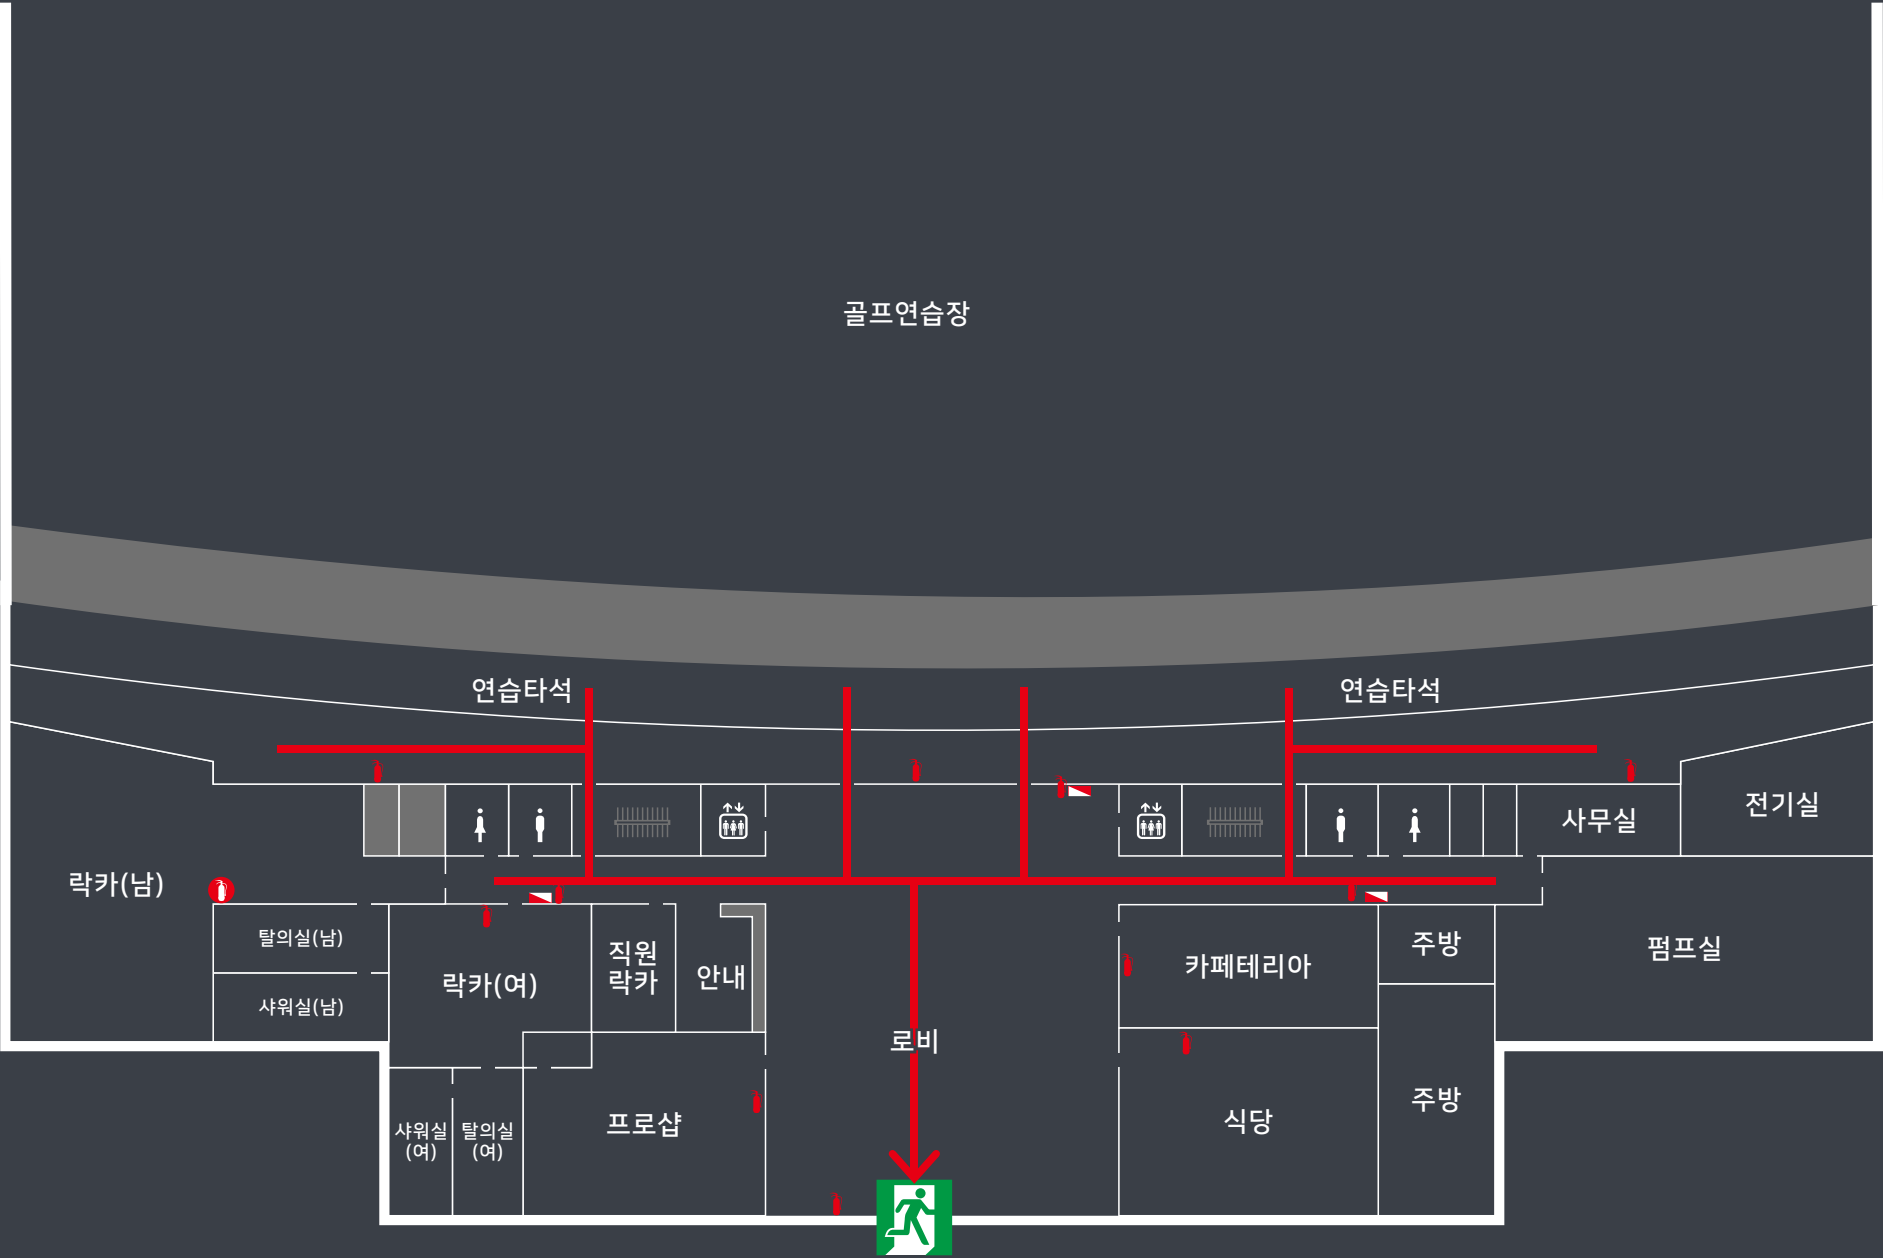 골프연습장
연습타석
연습타석
전기실
사무실
락카(남)
탈의실(남)
샤워실(남)
락카(여)
직원
락카
안내
카페테리아
주방
펌프실
로비
프로샵
식당
주방
샤워실
(여)
탈의실
(여)